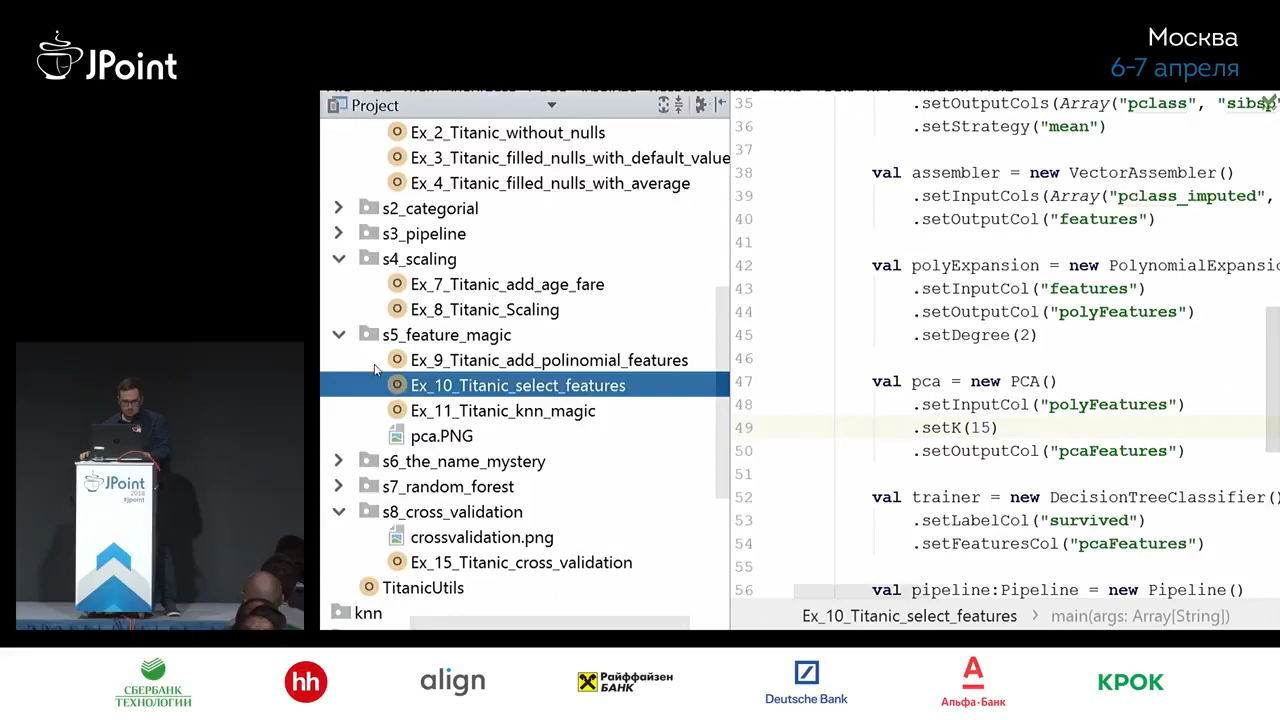 JPoint
Москва
6-7 апреля
Project
Ex_2_Titanic_without_nulls
Ex_3_Titanic_filled_nulls_with_default_value
Ex_4_Titanic_filled_nulls_with_average
s2_categorial
s3_pipeline
s4_scaling
Ex_7_Titanic_add_age_fare
Ex_8_Titanic_Scaling
s5_feature_magic
Ex_9_Titanic_add_polinomial_features
Ex_10_Titanic_select_features
Ex_11_Titanic_knn_magic
pca.PNG
s6_the_name_mystery
s7_random_forest
s8_cross_validation
crossvalidation.png
Ex_15_Titanic_cross_validation
TitanicUtils
knn
35 .setOutputCols(Array("pclass", "sibsp
36 .setStrategy("mean")
37
38 val assembler = new VectorAssembler()
39 .setInputCols(Array("pclass_imputed",
40 .setOutputCol("features")
41
42 val polyExpansion = new PolynomialExpansi
43 .setInputCol("features")
44 .setOutputCol("polyFeatures")
45 .setDegree(2)
46
47 val pca = new PCA()
48 .setInputCol("polyFeatures")
49 .setK(15)
50 .setOutputCol("pcaFeatures")
51
52 val trainer = new DecisionTreeClassifier()
53 .setLabelCol("survived")
54 .setFeaturesCol("pcaFeatures")
55
56 val pipeline:Pipeline = new Pipeline()
Ex_10_Titanic_select_features > main(args: Array[String])
JPoint
2018
#jpoint
СБЕРБАНК
ТЕХНОЛОГИИ
hh
align
Райффайзен
БАНК
Deutsche Bank
Альфа·Банк
КРОК